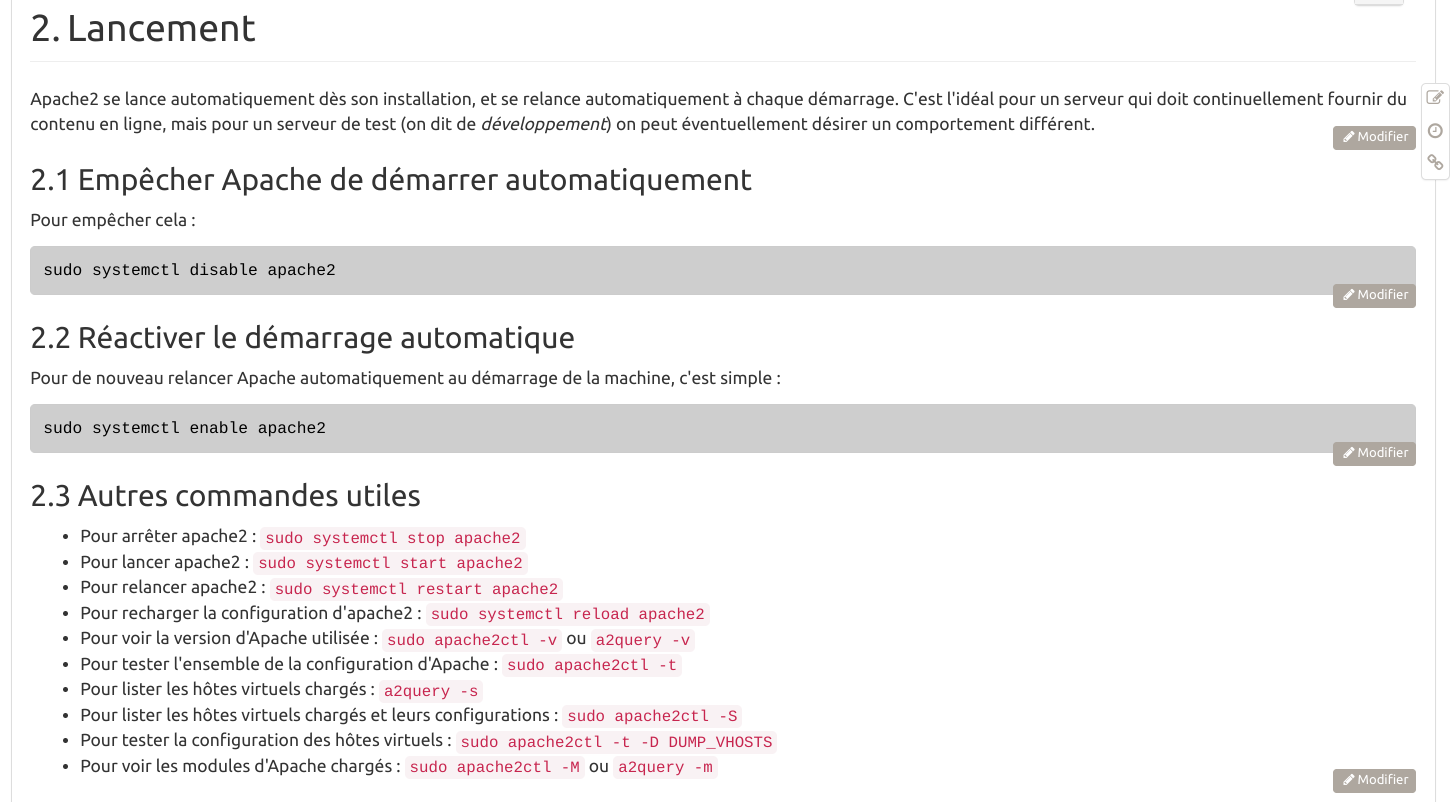 2. Lancement
Apache2 se lance automatiquement dès son installation, et se relance automatiquement à chaque démarrage. C'est l'idéal pour un serveur qui doit continuellement fournir du
contenu en ligne, mais pour un serveur de test (on dit de développement) on peut éventuellement désirer un comportement différent.
Modifier
2.1 Empêcher Apache de démarrer automatiquement
Pour empêcher cela :
sudo systemctl disable apache2
Modifier
2.2 Réactiver le démarrage automatique
Pour de nouveau relancer Apache automatiquement au démarrage de la machine, c'est simple :
sudo systemctl enable apache2
Modifier
2.3 Autres commandes utiles
• Pour arrêter apache2 : sudo systemctl stop apache2
• Pour lancer apache2 : sudo systemctl start apache2
• Pour relancer apache2 : sudo systemctl restart apache2
• Pour recharger la configuration d'apache2 : sudo systemctl reload apache2
• Pour voir la version d'Apache utilisée : sudo apache2ctl -v ou a2query -v
• Pour tester l'ensemble de la configuration d'Apache : sudo apache2ctl -t
• Pour lister les hôtes virtuels chargés : a2query -s
• Pour lister les hôtes virtuels chargés et leurs configurations : sudo apache2ctl -S
• Pour tester la configuration des hôtes virtuels : sudo apache2ctl -t -D DUMP_VHOSTS
• Pour voir les modules d'Apache chargés : sudo apache2ctl -M ou a2query -m
Modifier